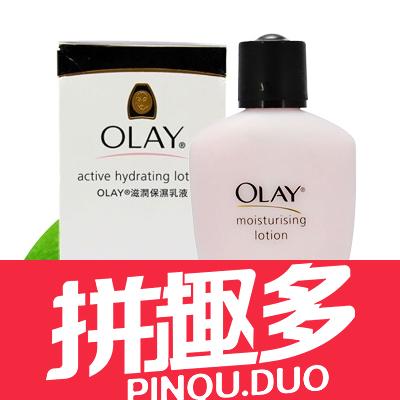 OLAY®
active hydrating lot
OLAY®滋潤保濕乳液
OLAY®
moisturising
lotion
拼趣多
PINQU.DUO